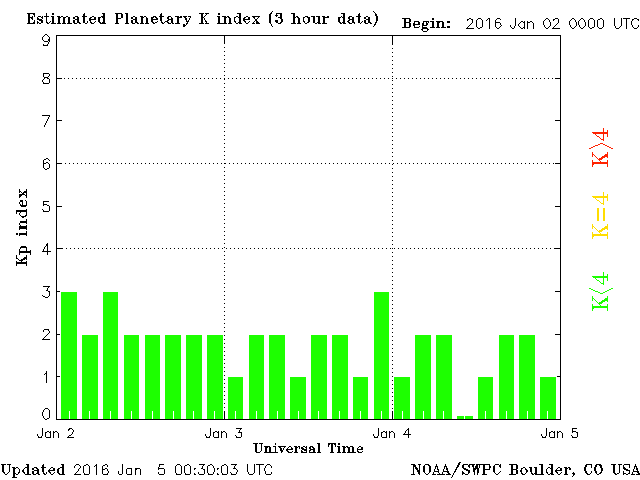 Estimated Planetary K index (3 hour data) Begin: 2016 Jan 02 0000 UTC
9
8
7
6
5
4
3
2
1
0
Kp index
K>4
K=4
K<4
Jan 2 Jan 3 Jan 4 Jan 5
Universal Time
Updated 2016 Jan 5 00:30:03 UTC NOAA/SWPC Boulder, CO USA